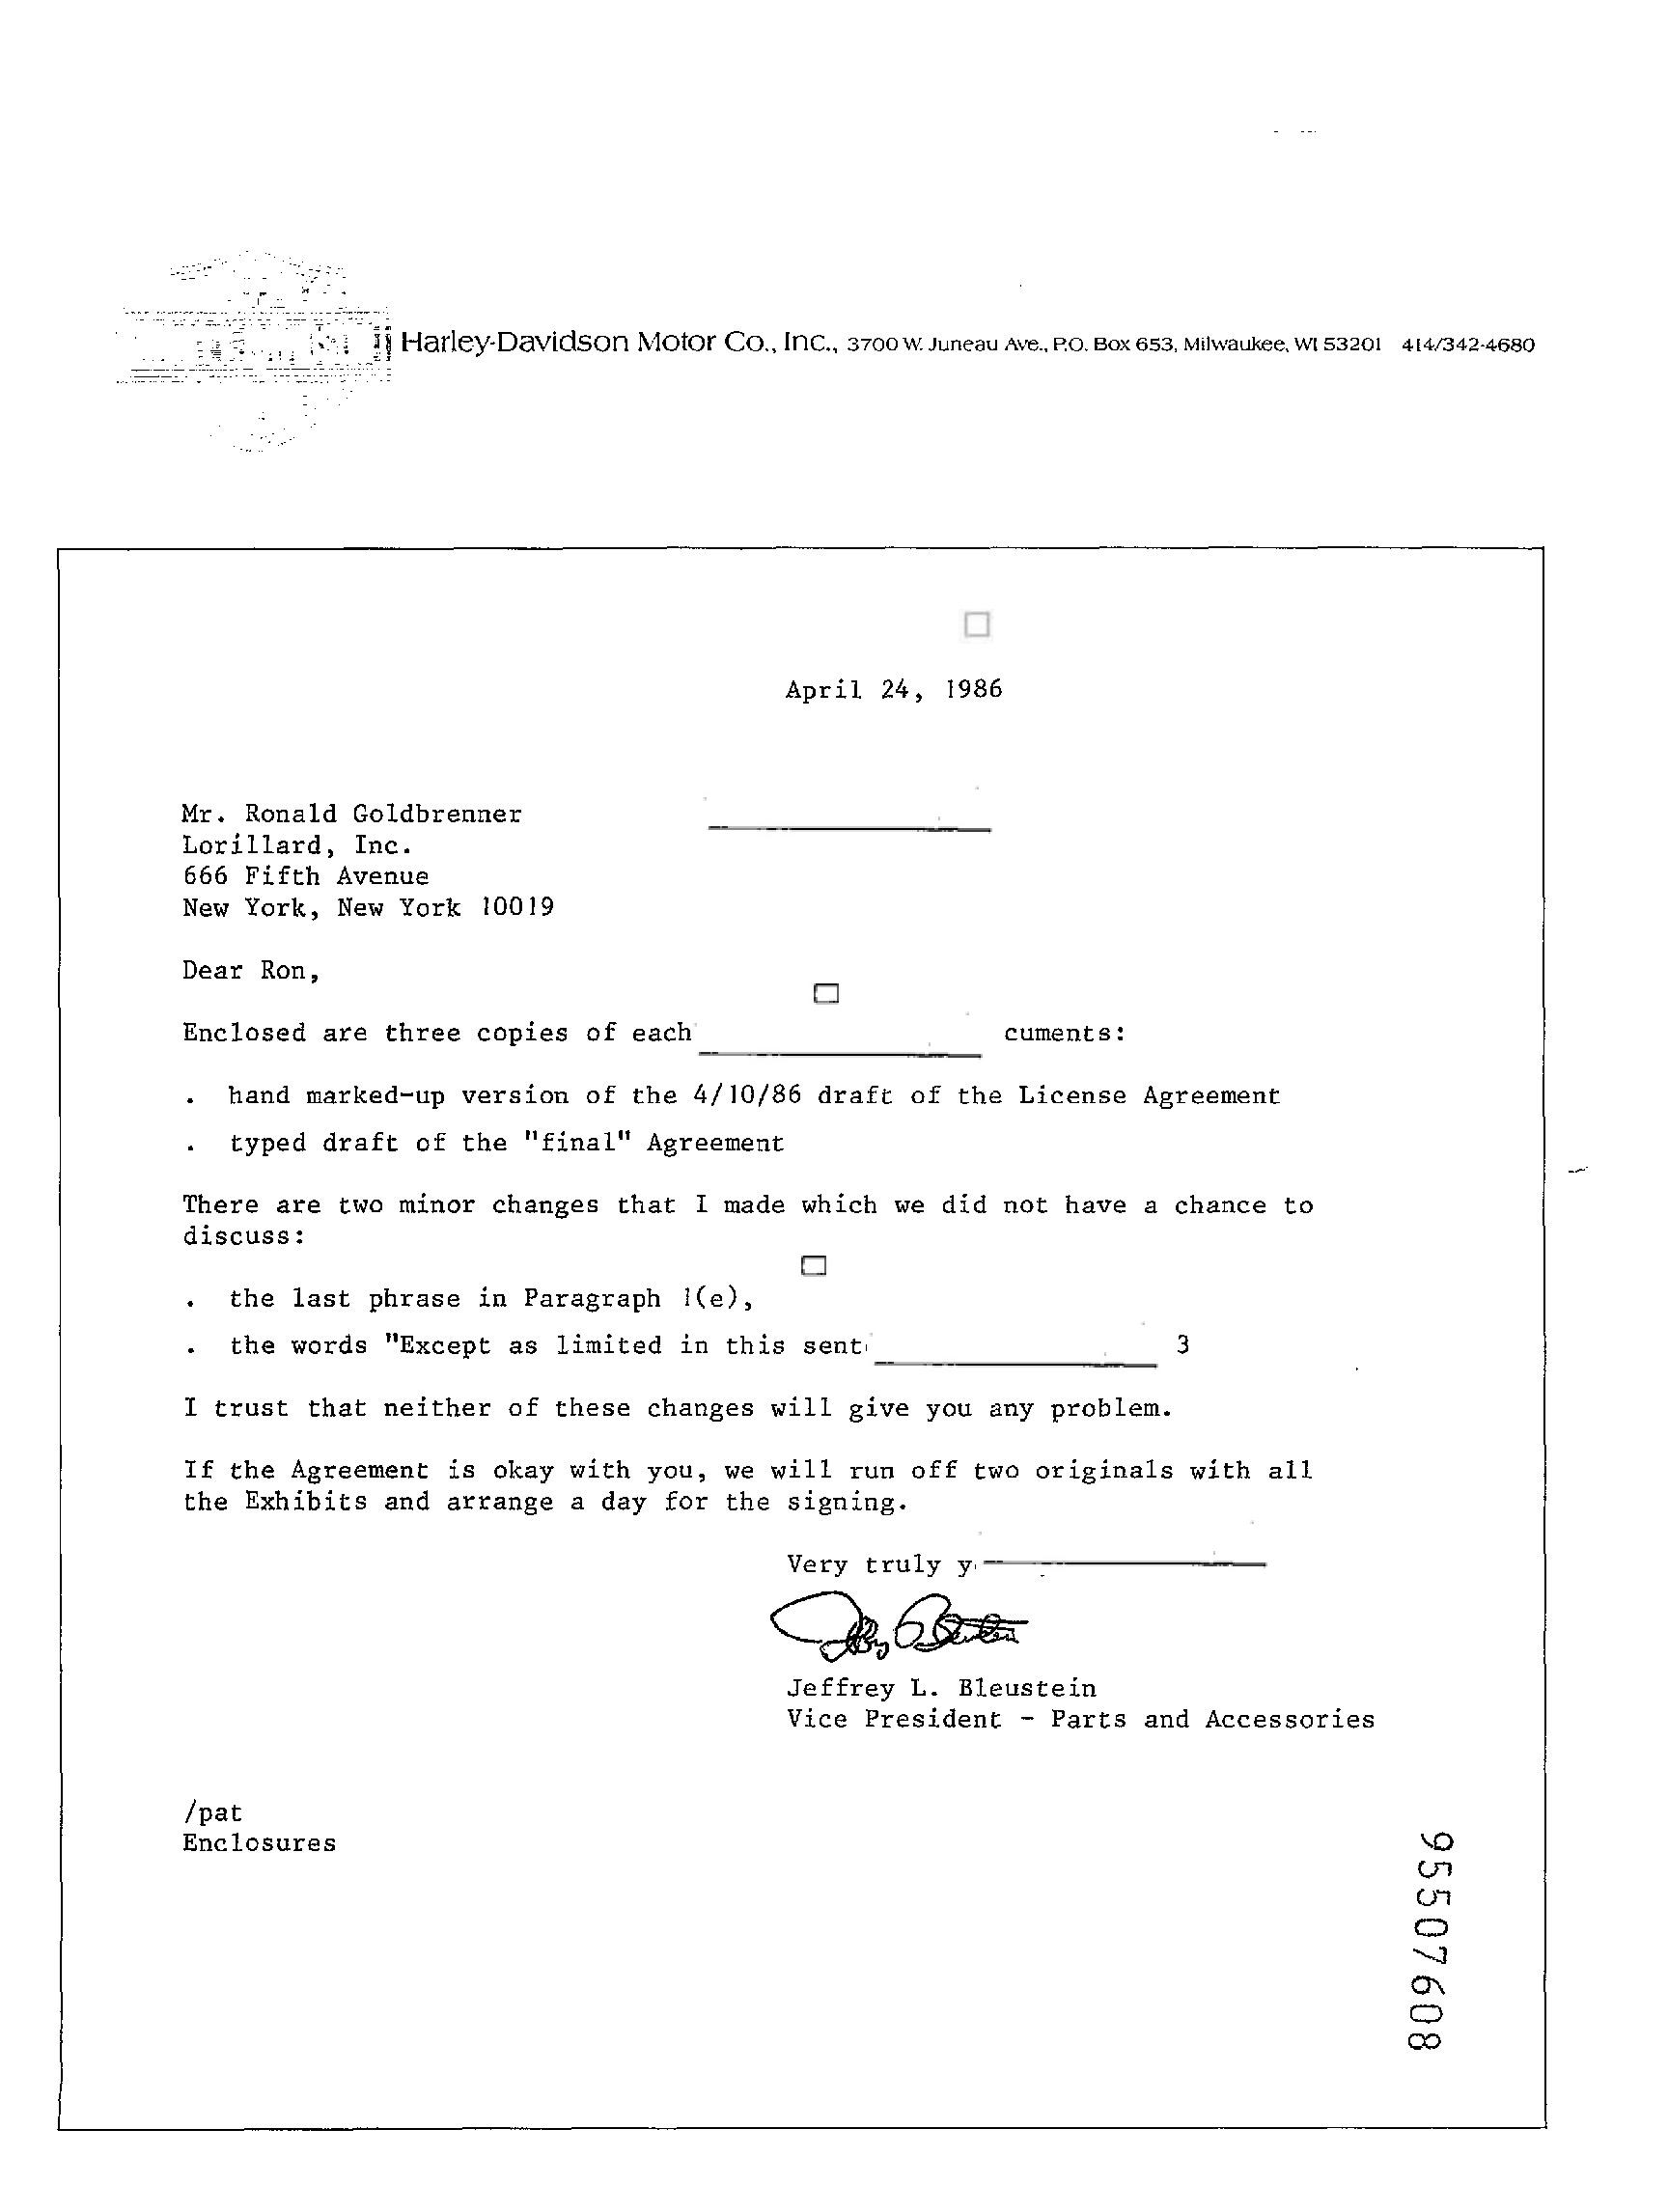 Harley-Davidson Motor Co., Inc., 3700 W. Juneau Ave., P.O. Box 653, Milwaukee, WI 53201 414/342-4680
April 24, 1986
Mr. Ronald Goldbrenner
Lorillard, Inc.
666 Fifth Avenue
New York, New York 10019
Dear Ron,
Enclosed are three copies of each cuments:
. hand marked-up version of the 4/10/86 draft of the License Agreement
. typed draft of the "final" Agreement
There are two minor changes that I made which we did not have a chance to
discuss:
. the last phrase in Paragraph 1(e),
. the words "Except as limited in this sent 3
I trust that neither of these changes will give you any problem.
If the Agreement is okay with you, we will run off two originals with all
the Exhibits and arrange a day for the signing.
Very truly y
Jeffrey L. Bleustein
Vice President - Parts and Accessories
/pat
Enclosures
95507608